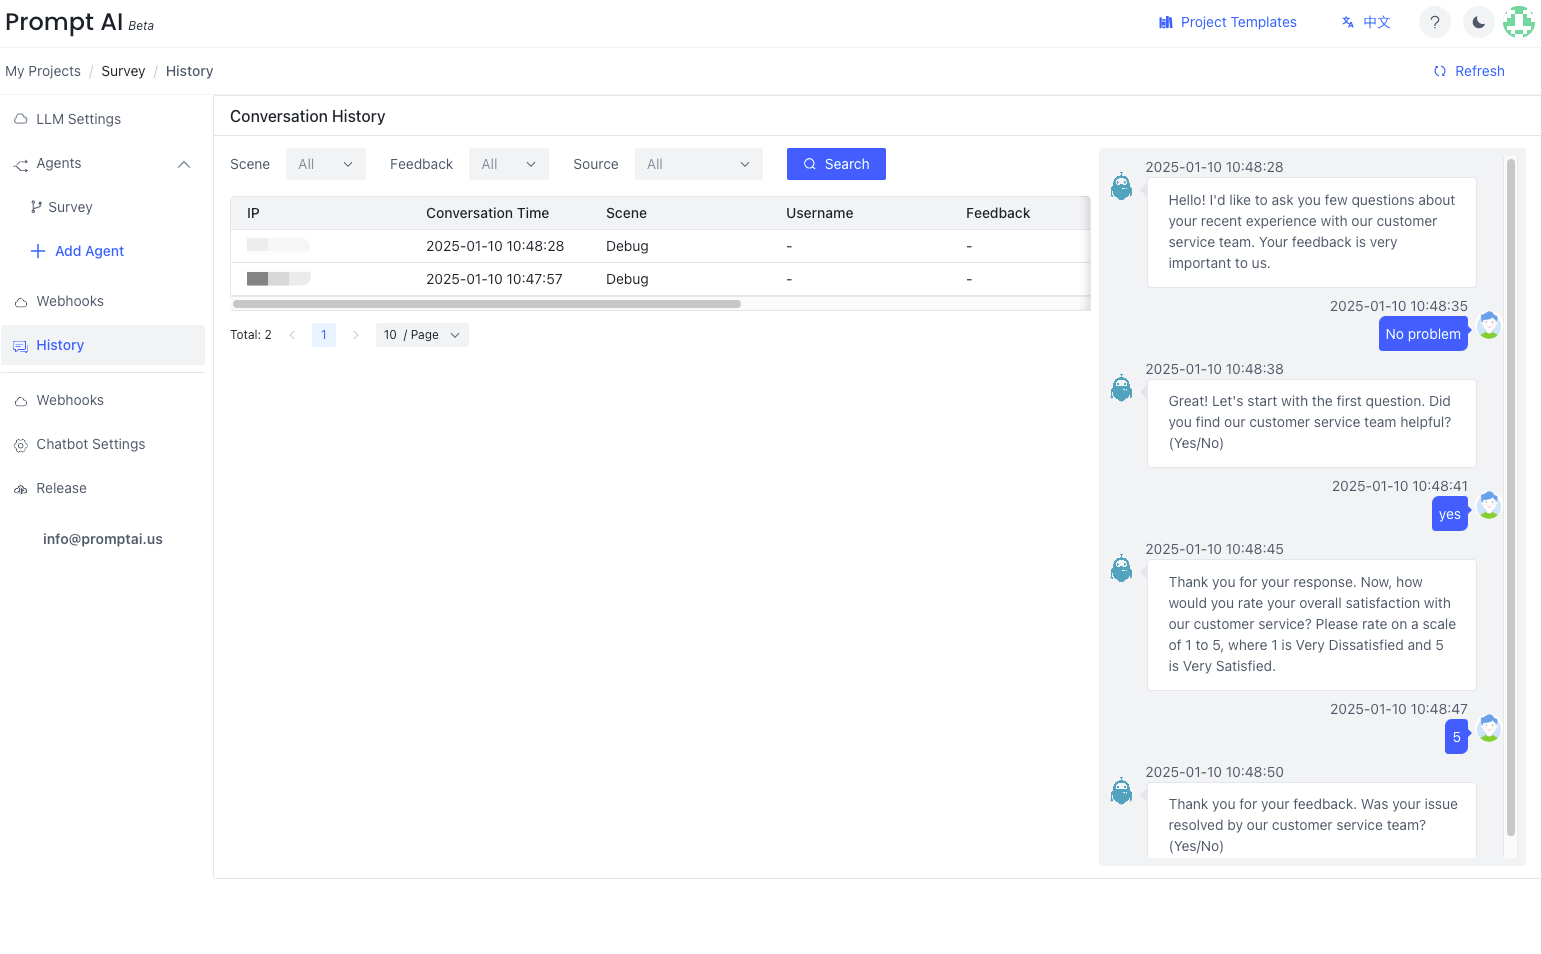 Prompt AI Beta
Project Templates
中文
?
My Projects / Survey / History
Refresh
LLM Settings
Agents
Survey
Add Agent
Webhooks
History
Webhooks
Chatbot Settings
Release
info@promptai.us
Conversation History
Scene All Feedback All Source All Search
IP Conversation Time Scene Username Feedback
2025-01-10 10:48:28 Debug - -
2025-01-10 10:47:57 Debug - -
Total: 2 < 1 > 10 / Page
2025-01-10 10:48:28
Hello! I'd like to ask you few questions about
your recent experience with our customer
service team. Your feedback is very
important to us.
2025-01-10 10:48:35
No problem
2025-01-10 10:48:38
Great! Let's start with the first question. Did
you find our customer service team helpful?
(Yes/No)
2025-01-10 10:48:41
yes
2025-01-10 10:48:45
Thank you for your response. Now, how
would you rate your overall satisfaction with
our customer service? Please rate on a scale
of 1 to 5, where 1 is Very Dissatisfied and 5
is Very Satisfied.
2025-01-10 10:48:47
5
2025-01-10 10:48:50
Thank you for your feedback. Was your issue
resolved by our customer service team?
(Yes/No)